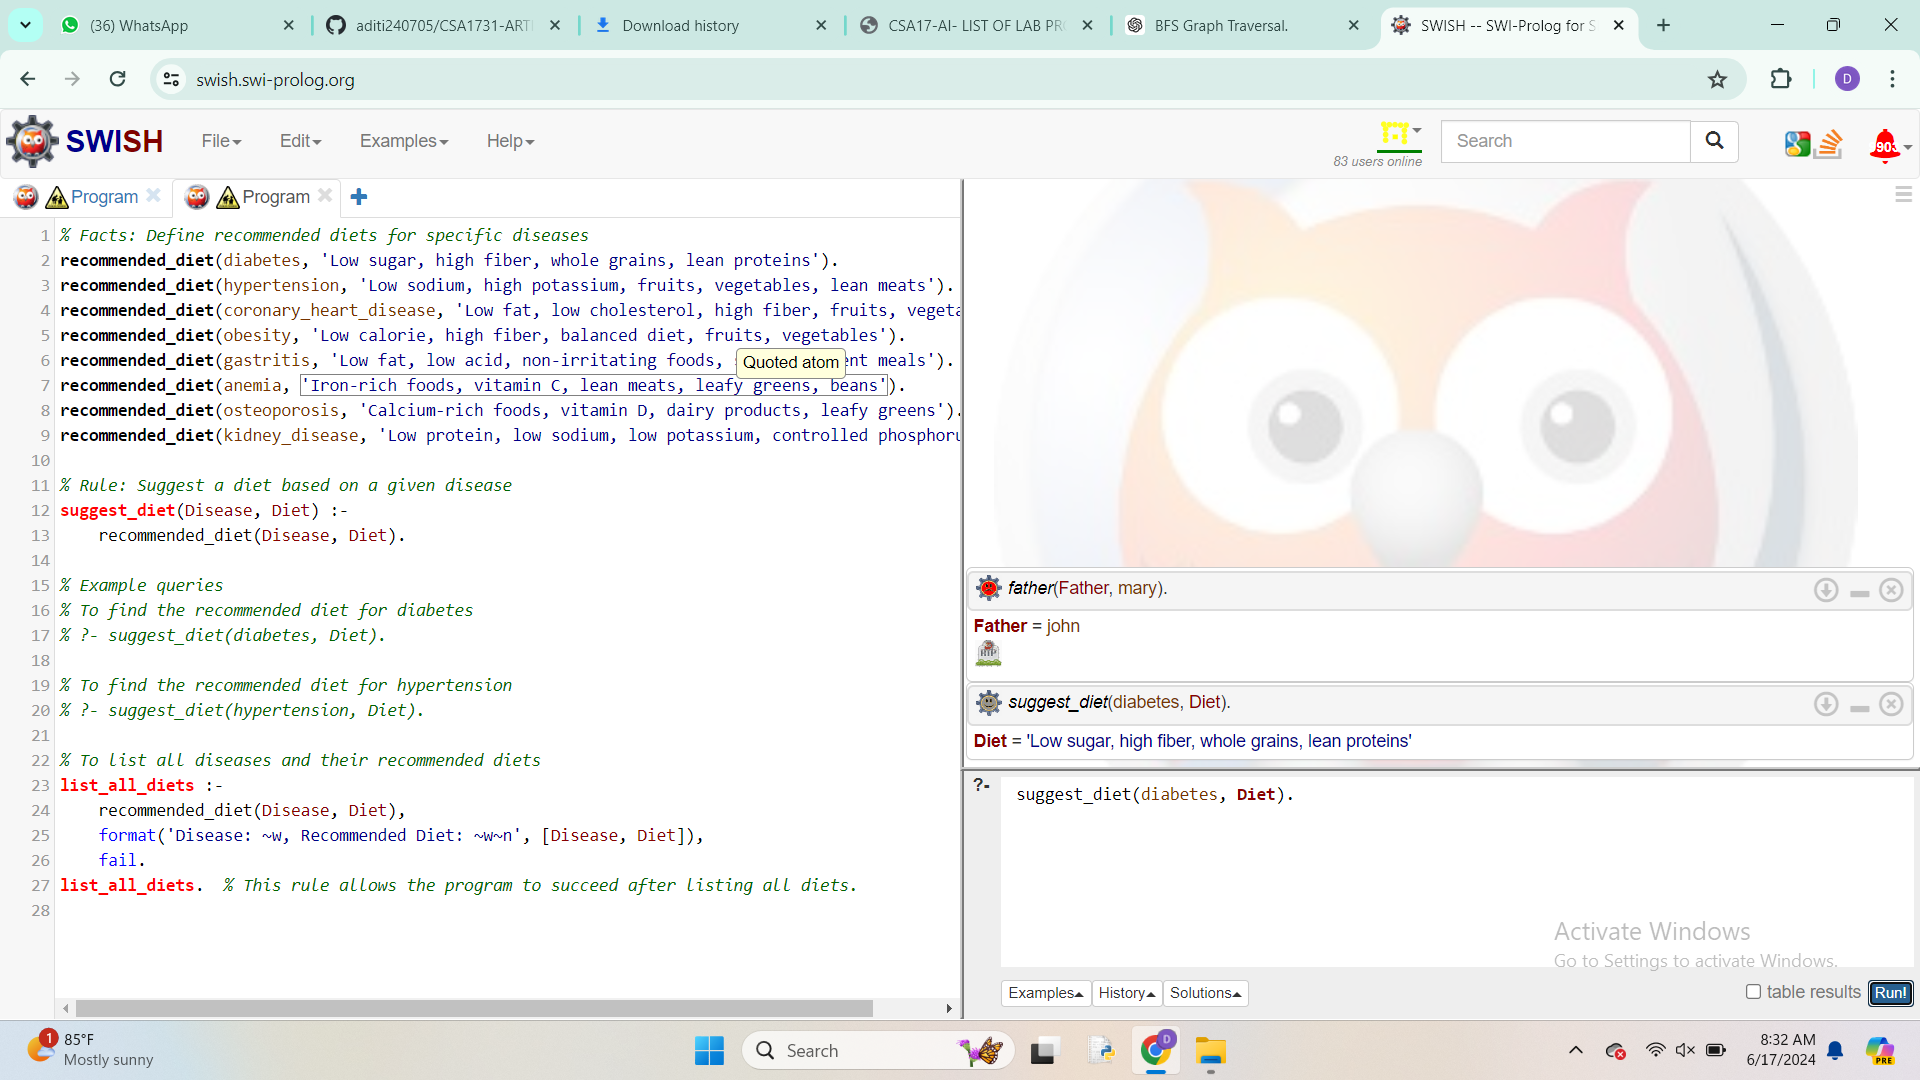 (36) WhatsApp
aditi240705/CSA1731-ARTI
Download history
CSA17-AI- LIST OF LAB PRO
BFS Graph Traversal.
SWISH -- SWI-Prolog for S
swish.swi-prolog.org
D
SWISH
File
Edit
Examples
Help
83 users online
Search
903
Program
Program
1 % Facts: Define recommended diets for specific diseases
2 recommended_diet(diabetes, 'Low sugar, high fiber, whole grains, lean proteins').
3 recommended_diet(hypertension, 'Low sodium, high potassium, fruits, vegetables, lean meats').
4 recommended_diet(coronary_heart_disease, 'Low fat, low cholesterol, high fiber, fruits, vegeta
5 recommended_diet(obesity, 'Low calorie, high fiber, balanced diet, fruits, vegetables').
6 recommended_diet(gastritis, 'Low fat, low acid, non-irritating foods, ent meals').
Quoted atom
7 recommended_diet(anemia, 'Iron-rich foods, vitamin C, lean meats, leafy greens, beans').
8 recommended_diet(osteoporosis, 'Calcium-rich foods, vitamin D, dairy products, leafy greens').
9 recommended_diet(kidney_disease, 'Low protein, low sodium, low potassium, controlled phosphoru
10
11 % Rule: Suggest a diet based on a given disease
12 suggest_diet(Disease, Diet) :-
13 recommended_diet(Disease, Diet).
14
15 % Example queries
16 % To find the recommended diet for diabetes
17 % ?- suggest_diet(diabetes, Diet).
18
19 % To find the recommended diet for hypertension
20 % ?- suggest_diet(hypertension, Diet).
21
22 % To list all diseases and their recommended diets
23 list_all_diets :-
24 recommended_diet(Disease, Diet),
25 format('Disease: ~w, Recommended Diet: ~w~n', [Disease, Diet]),
26 fail.
27 list_all_diets. % This rule allows the program to succeed after listing all diets.
28
father(Father, mary).
Father = john
RIP
suggest_diet(diabetes, Diet).
Diet = 'Low sugar, high fiber, whole grains, lean proteins'
?- suggest_diet(diabetes, Diet).
Activate Windows
Go to Settings to activate Windows.
Examples
History
Solutions
table results
Run!
1
85°F
Mostly sunny
Search
D
8:32 AM
6/17/2024
PRE